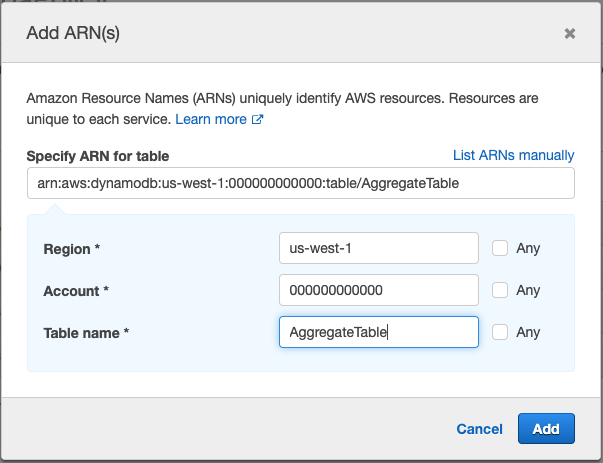 Add ARN(s)
Amazon Resource Names (ARNs) uniquely identify AWS resources. Resources are
unique to each service. Learn more
Specify ARN for table
List ARNs manually
arn:aws:dynamodb:us-west-1:000000000000:table/AggregateTable
Region *
us-west-1
Any
Account *
000000000000
Any
Table name *
AggregateTable
Any
Cancel
Add